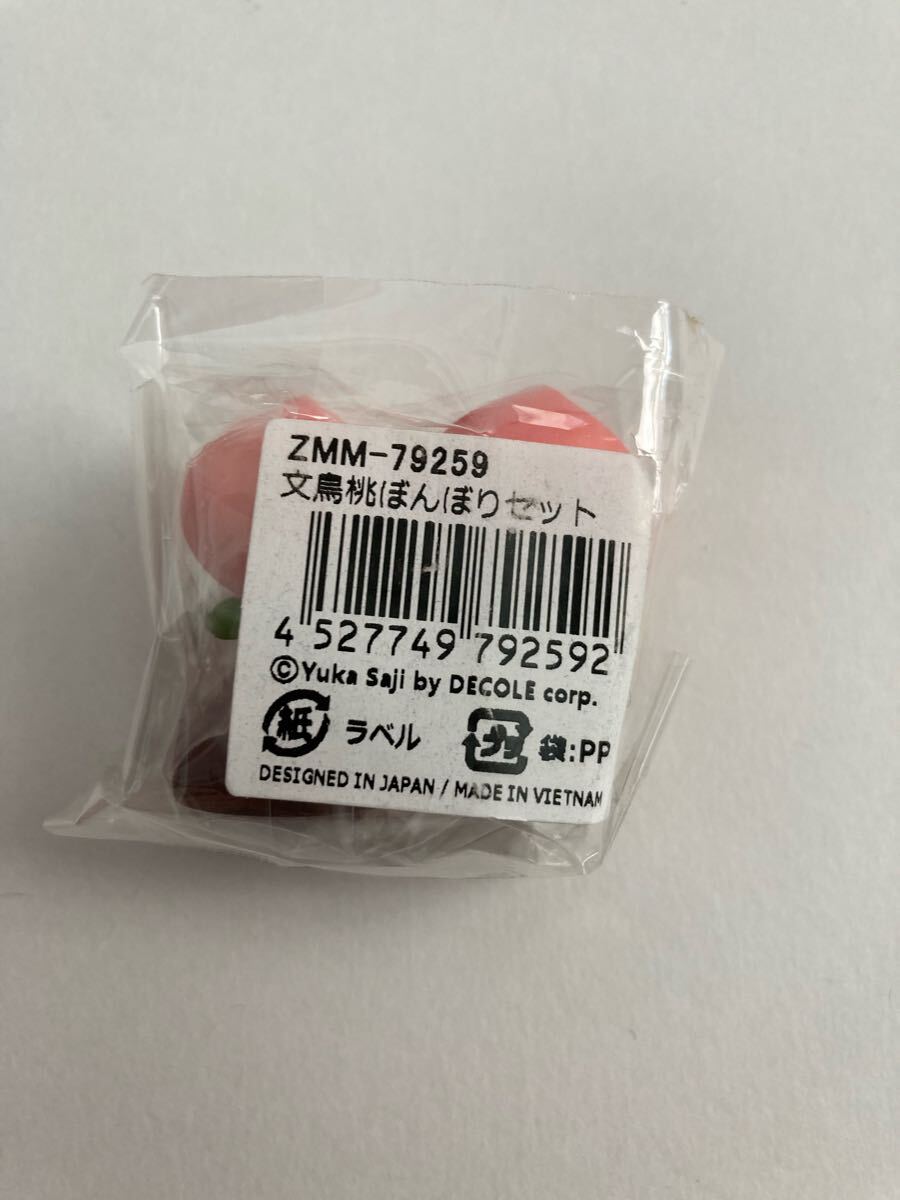 ZMM-79259
文鳥桃ぼんぼりセット
4 527749 792592
©Yuka Saji by DECOLE corp.
紙 ラベル プラ 袋:PP
DESIGNED IN JAPAN / MADE IN VIETNAM